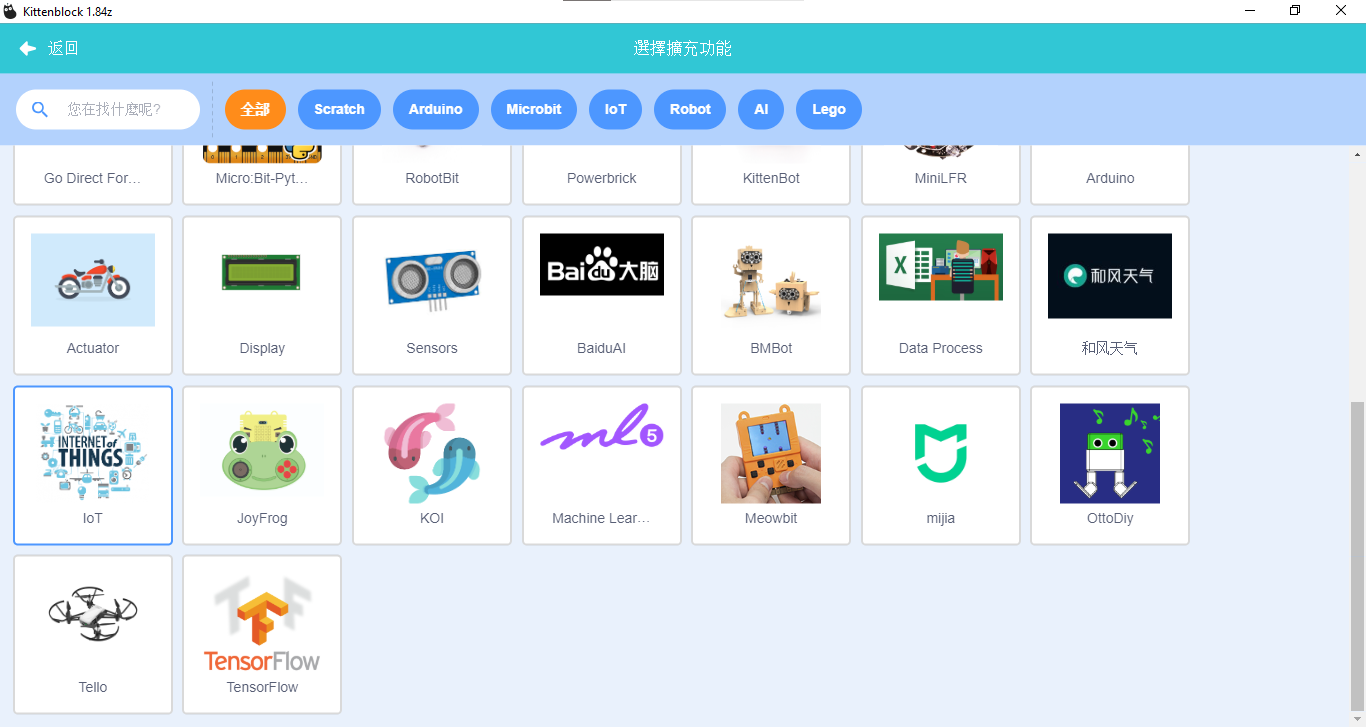 Kittenblock 1.84z
返回
選擇擴充功能
您在找什麼呢?
全部
Scratch
Arduino
Microbit
IoT
Robot
AI
Lego
Go Direct For...
Micro:Bit-Pyt...
RobotBit
Powerbrick
KittenBot
MiniLFR
Arduino
Bai du 大脑
X
和风天气
Actuator
Display
Sensors
BaiduAI
BMBot
Data Process
和风天气
INTERNET of
THINGS
ml5
IoT
JoyFrog
KOI
Machine Lear...
Meowbit
mijia
OttoDiy
TensorFlow
Tello
TensorFlow